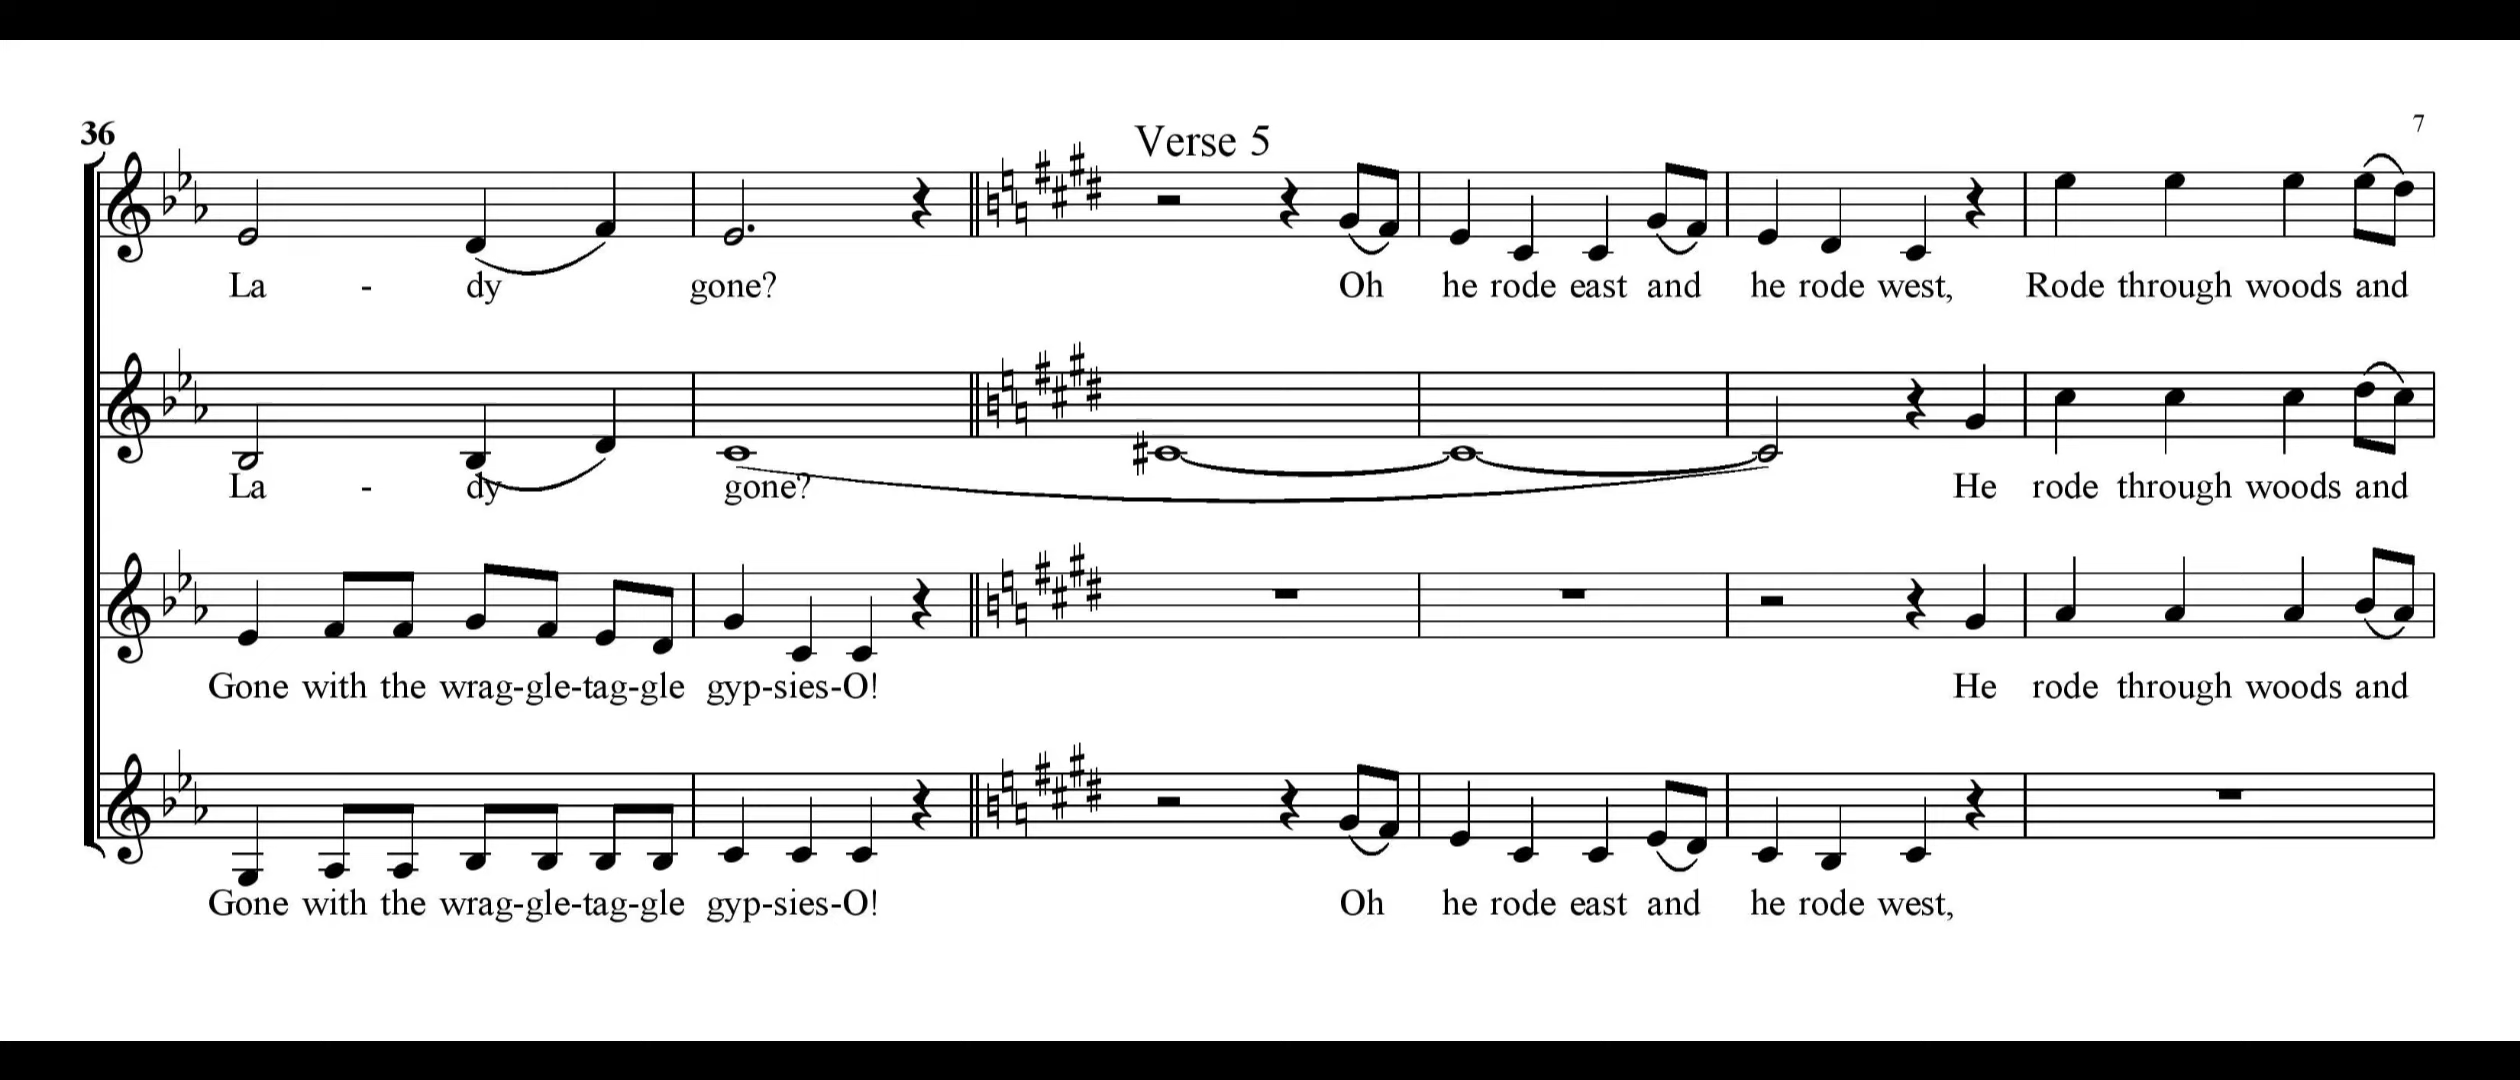 36
Verse 5
7
La - dy gone? Oh he rode east and he rode west, Rode through woods and
La - dy gone? He rode through woods and
Gone with the wrag-gle-tag-gle gyp-sies-O! He rode through woods and
Gone with the wrag-gle-tag-gle gyp-sies-O! Oh he rode east and he rode west,